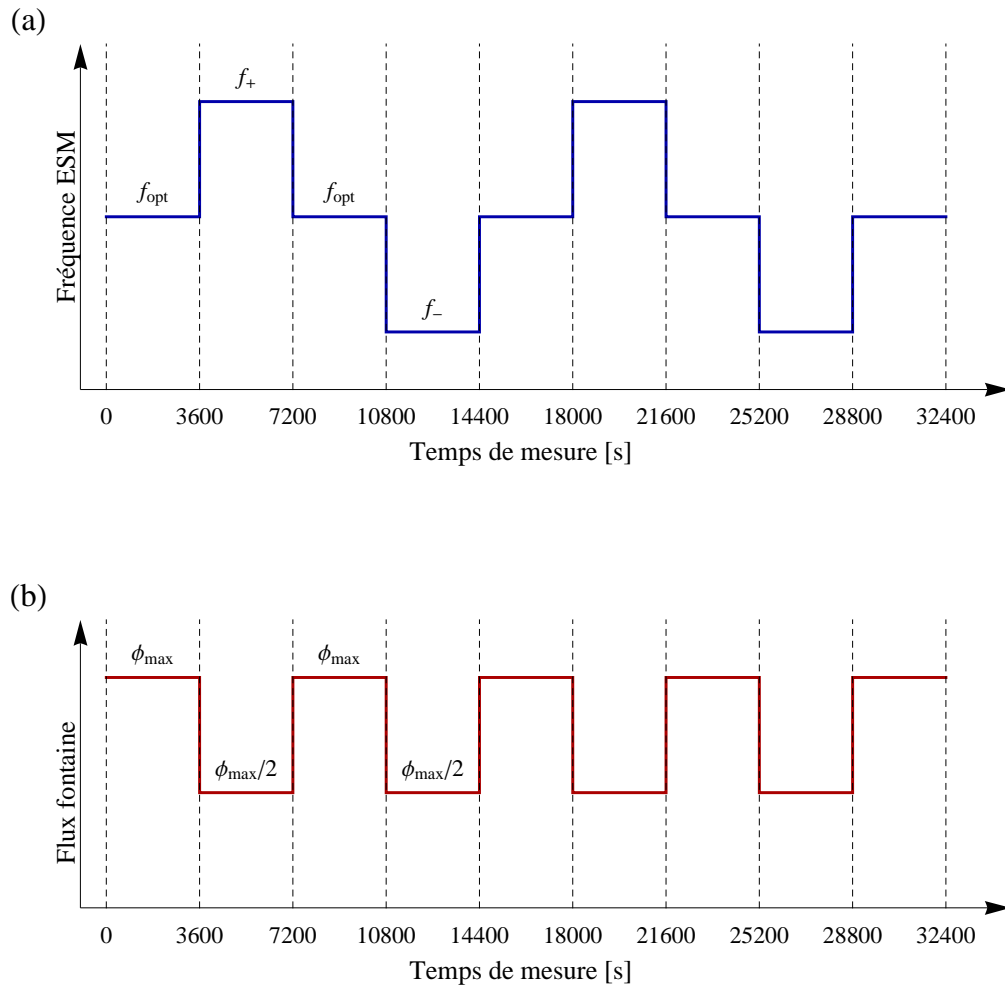 (a)
Fréquence ESM
f+
fopt
fopt
f−
0 3600 7200 10800 14400 18000 21600 25200 28800 32400
Temps de mesure [s]
(b)
Flux fontaine
ϕmax
ϕmax
ϕmax/2
ϕmax/2
0 3600 7200 10800 14400 18000 21600 25200 28800 32400
Temps de mesure [s]